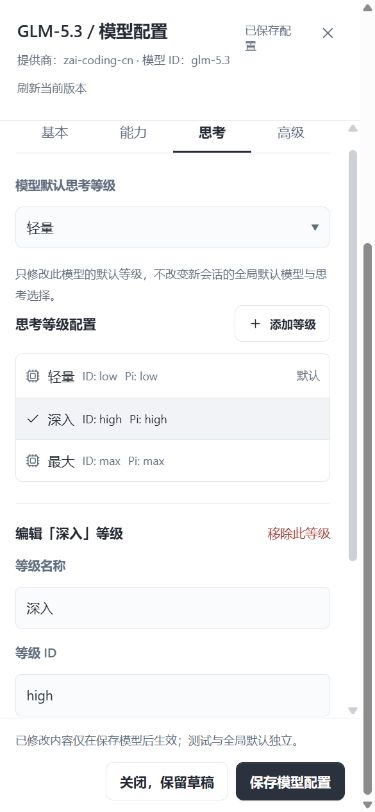 GLM-5.3 / 模型配置
已保存配
置
提供商：zai-coding-cn · 模型 ID：glm-5.3
刷新当前版本
基本 能力 思考 高级
模型默认思考等级
轻量
只修改此模型的默认等级，不改变新会话的全局默认模型与思
考选择。
思考等级配置
+ 添加等级
轻量 ID: low Pi: low 默认
深入 ID: high Pi: high
最大 ID: max Pi: max
编辑「深入」等级 移除此等级
等级名称
深入
等级 ID
high
已修改内容仅在保存模型后生效；测试与全局默认独立。
关闭，保留草稿 保存模型配置